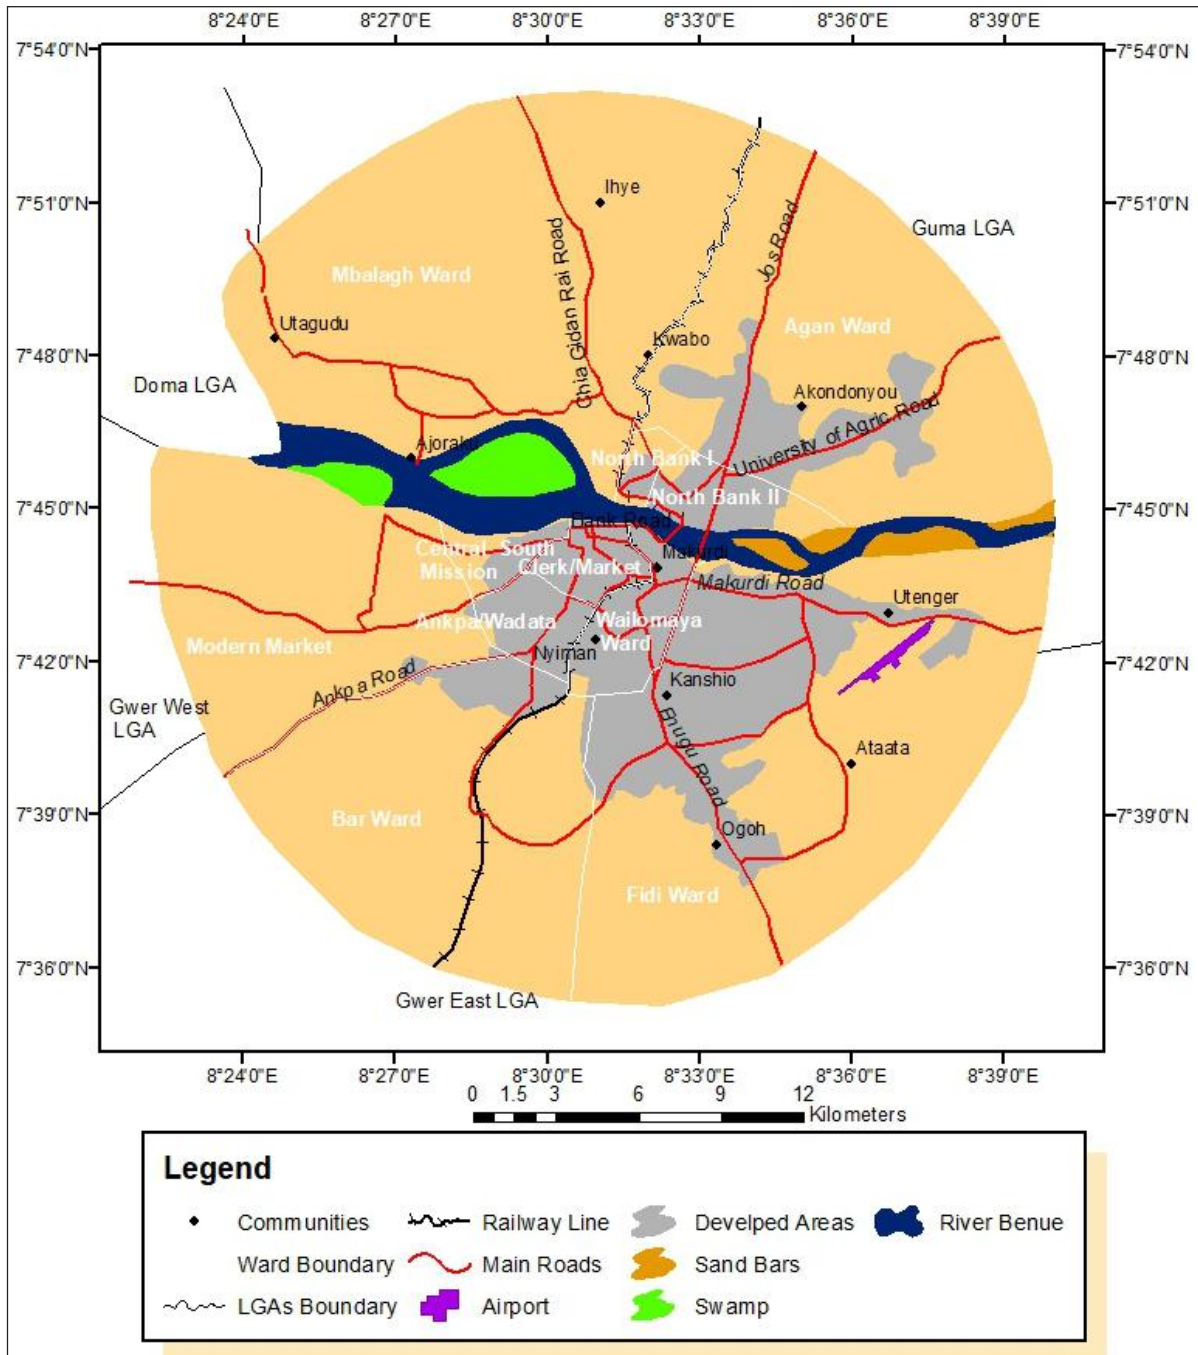 8°24'0"E 8°27'0"E 8°30'0"E 8°33'0"E 8°36'0"E 8°39'0"E
7°54'0"N 7°54'0"N
7°51'0"N 7°51'0"N
7°48'0"N 7°48'0"N
7°45'0"N 7°45'0"N
7°42'0"N 7°42'0"N
7°39'0"N 7°39'0"N
7°36'0"N 7°36'0"N
Ihye
Guma LGA
Chia Gidan Rai Road
Jos Road
Mbalagh Ward
Utagudu
Agan Ward
Kwabo
Doma LGA
Akondonyou
University of Agric Road
Ajoraku
North Bank I
North Bank II
Bank Road
Central South
Mission
Clerk/Market
Makurdi
Makurdi Road
Utenger
Ankpa/Wadata
Wailomaya
Ward
Modern Market
Nyiman
Ankpa Road
Kanshio
Gwer West
LGA
Enugu Road
Ataata
Bar Ward
Ogoh
Fidi Ward
Gwer East LGA
8°24'0"E 8°27'0"E 8°30'0"E 8°33'0"E 8°36'0"E 8°39'0"E
0 1.5 3 6 9 12
Kilometers
Legend
Communities Railway Line Develped Areas River Benue
Ward Boundary Main Roads Sand Bars
LGAs Boundary Airport Swamp